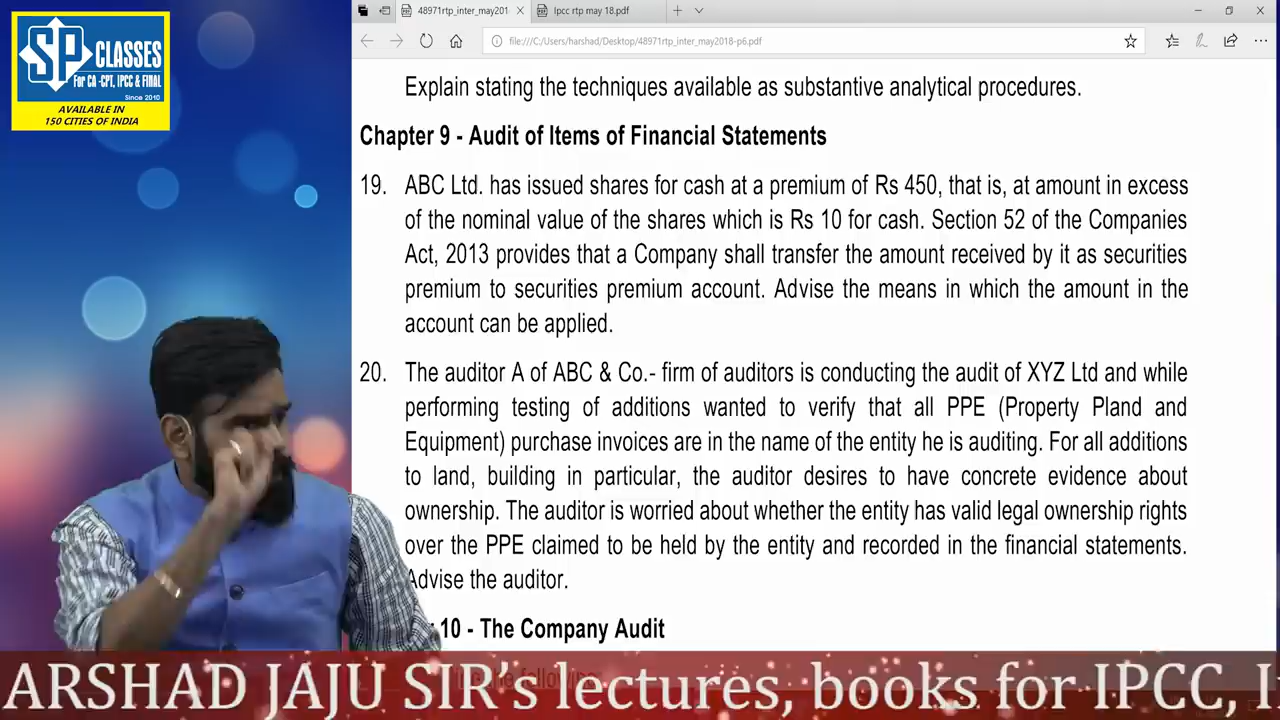 SP CLASSES
For CA -CPT, IPCC & FINAL
Since 2010
AVAILABLE IN
150 CITIES OF INDIA
48971rtp_inter_may201
Ipcc rtp may 18.pdf
file:///C:/Users/harshad/Desktop/48971rtp_inter_may2018-p6.pdf
Explain stating the techniques available as substantive analytical procedures.
Chapter 9 - Audit of Items of Financial Statements
19. ABC Ltd. has issued shares for cash at a premium of Rs 450, that is, at amount in excess
of the nominal value of the shares which is Rs 10 for cash. Section 52 of the Companies
Act, 2013 provides that a Company shall transfer the amount received by it as securities
premium to securities premium account. Advise the means in which the amount in the
account can be applied.
20. The auditor A of ABC & Co.- firm of auditors is conducting the audit of XYZ Ltd and while
performing testing of additions wanted to verify that all PPE (Property Pland and
Equipment) purchase invoices are in the name of the entity he is auditing. For all additions
to land, building in particular, the auditor desires to have concrete evidence about
ownership. The auditor is worried about whether the entity has valid legal ownership rights
over the PPE claimed to be held by the entity and recorded in the financial statements.
Advise the auditor.
10 - The Company Audit
the following
ARSHAD JAJU SIR's lectures, books for IPCC, I